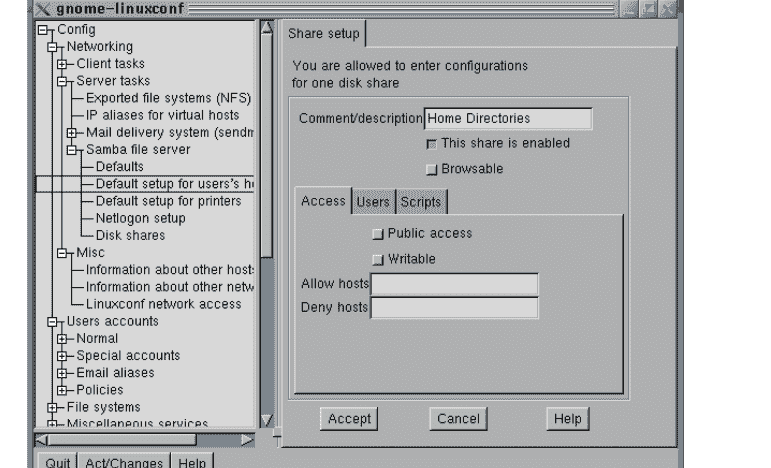 gnome-linuxconf
Config
Networking
Client tasks
Server tasks
Exported file systems (NFS)
IP aliases for virtual hosts
Mail delivery system (sendm
Samba file server
Defaults
Default setup for users's h
Default setup for printers
Netlogon setup
Disk shares
Misc
Information about other host
Information about other netw
Linuxconf network access
Users accounts
Normal
Special accounts
Email aliases
Policies
File systems
Miscellaneous services
Quit Act/Changes Help
Share setup
You are allowed to enter configurations
for one disk share
Comment/description Home Directories
This share is enabled
Browsable
Access Users Scripts
Public access
Writable
Allow hosts
Deny hosts
Accept Cancel Help